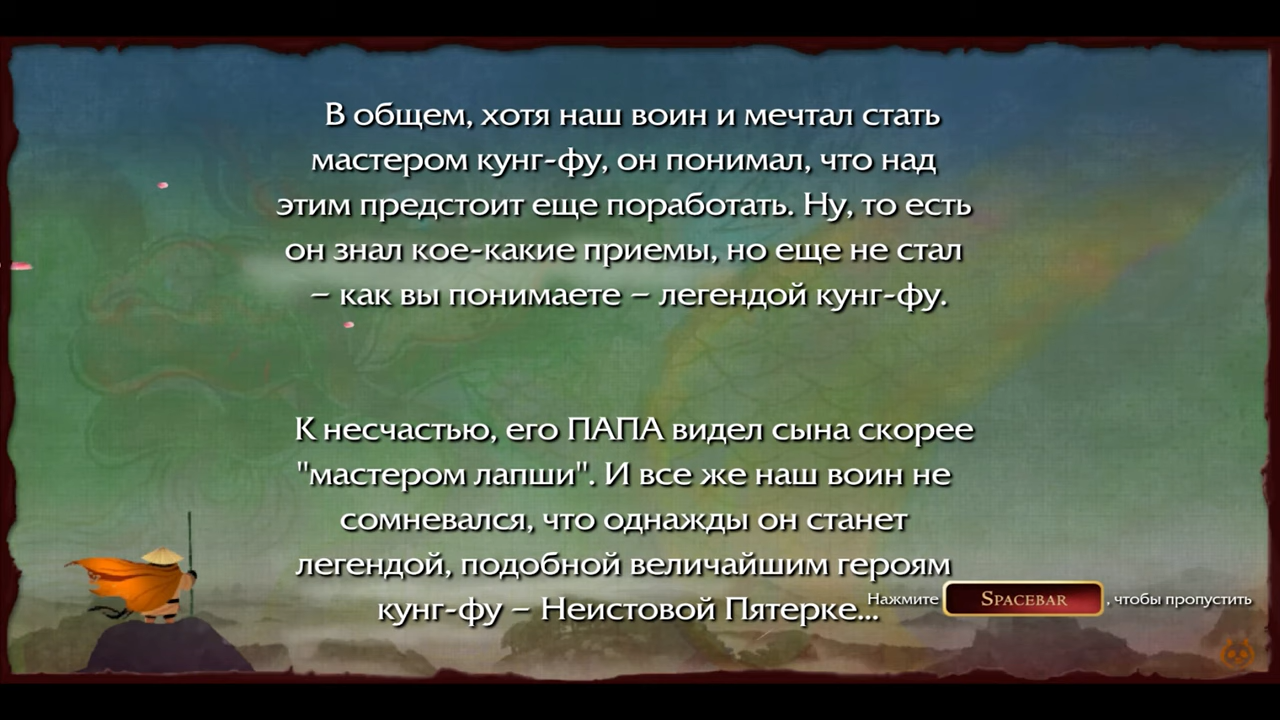 В общем, хотя наш воин и мечтал стать
мастером кунг-фу, он понимал, что над
этим предстоит еще поработать. Ну, то есть
он знал кое-какие приемы, но еще не стал
– как вы понимаете – легендой кунг-фу.
К несчастью, его ПАПА видел сына скорее
"мастером лапши". И все же наш воин не
сомневался, что однажды он станет
легендой, подобной величайшим героям
кунг-фу – Неистовой Пятерке...
Нажмите SPACEBAR , чтобы пропустить